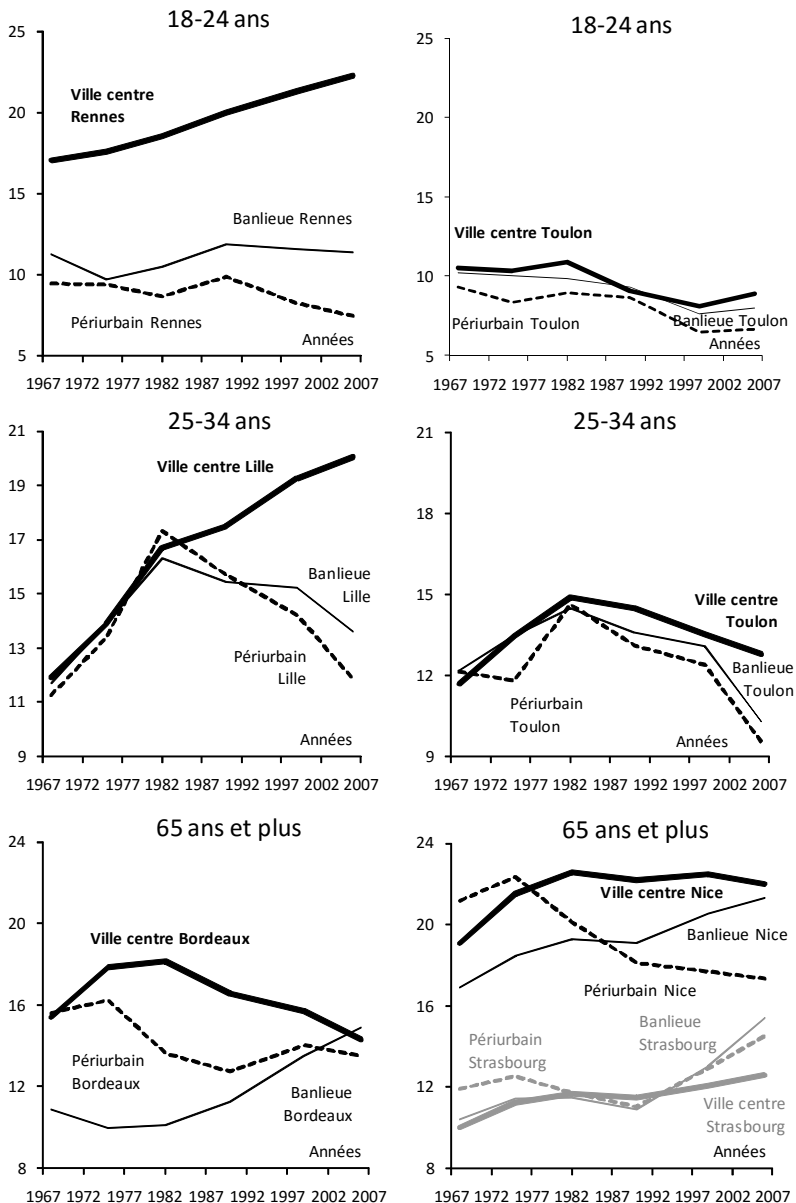 18-24 ans
25
20
15
10
5
Ville centre
Rennes
Banlieue Rennes
Périurbain Rennes
Années
1967 1972 1977 1982 1987 1992 1997 2002 2007
18-24 ans
25
20
15
10
5
Ville centre Toulon
Périurbain Toulon
Banlieue Toulon
Années
1967 1972 1977 1982 1987 1992 1997 2002 2007
25-34 ans
21
19
17
15
13
11
9
Ville centre Lille
Banlieue
Lille
Périurbain
Lille
Années
1967 1972 1977 1982 1987 1992 1997 2002 2007
25-34 ans
21
18
15
12
9
Ville centre
Toulon
Banlieue
Toulon
Périurbain
Toulon
Années
1967 1972 1977 1982 1987 1992 1997 2002 2007
65 ans et plus
24
20
16
12
8
Ville centre Bordeaux
Périurbain
Bordeaux
Banlieue
Bordeaux
Années
1967 1972 1977 1982 1987 1992 1997 2002 2007
65 ans et plus
24
20
16
12
8
Ville centre Nice
Banlieue Nice
Périurbain Nice
Périurbain
Strasbourg
Banlieue
Strasbourg
Ville centre
Strasbourg
Années
1967 1972 1977 1982 1987 1992 1997 2002 2007